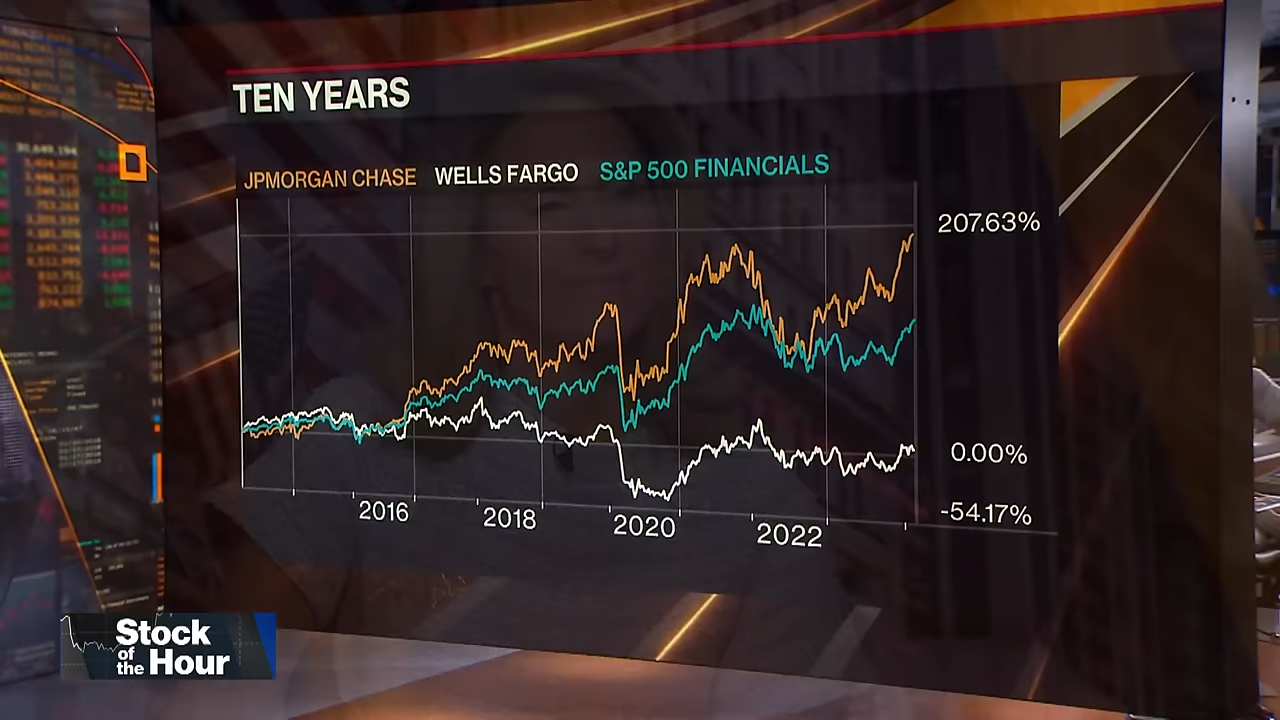 TEN YEARS
JPMORGAN CHASE WELLS FARGO S&P 500 FINANCIALS
207.63%
0.00%
-54.17%
2016 2018 2020 2022
Stock
of
the Hour